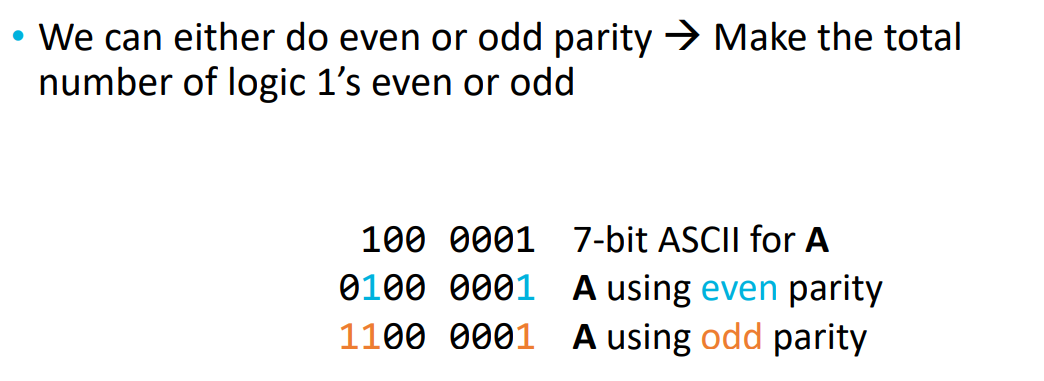 • We can either do even or odd parity → Make the total
number of logic 1’s even or odd
100 0001 7-bit ASCII for A
0100 0001 A using even parity
1100 0001 A using odd parity